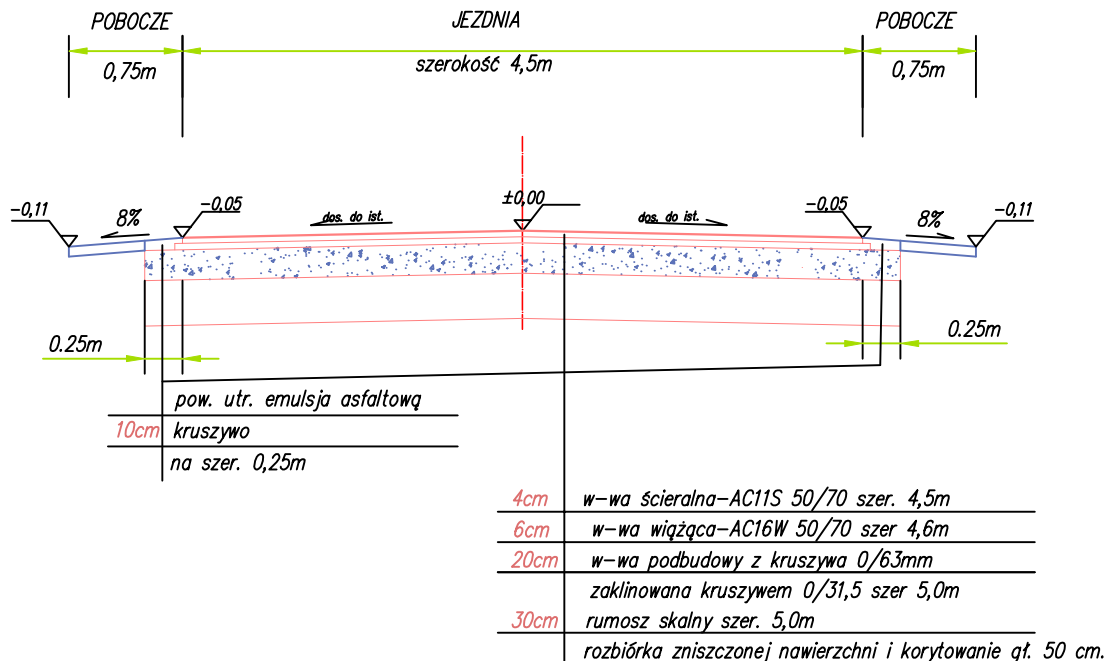 POBOCZE JEZDNIA POBOCZE
0,75m szerokość 4,5m 0,75m
-0,11 8% -0,05 dos. do ist. ±0,00 dos. do ist. -0,05 8% -0,11
0.25m 0.25m
pow. utr. emulsja asfaltową
10cm kruszywo
na szer. 0,25m
4cm w-wa ścieralna-AC11S 50/70 szer. 4,5m
6cm w-wa wiążąca-AC16W 50/70 szer 4,6m
20cm w-wa podbudowy z kruszywa 0/63mm
zaklinowana kruszywem 0/31,5 szer 5,0m
30cm rumosz skalny szer. 5,0m
rozbiórka zniszczonej nawierzchni i korytowanie gł. 50 cm.